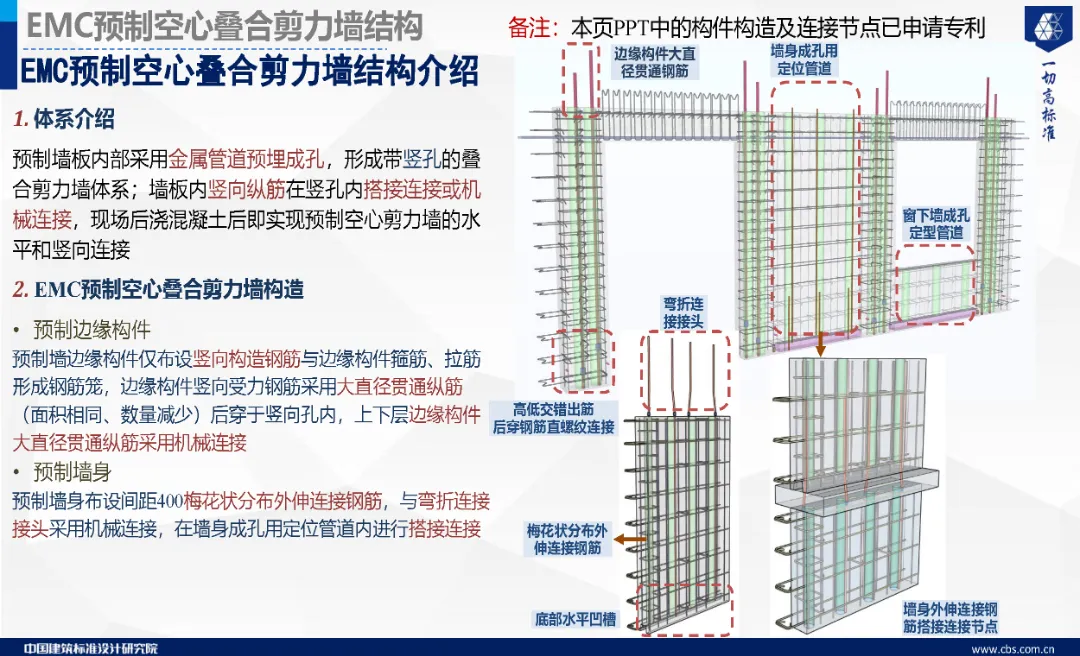 EMC预制空心叠合剪力墙结构
EMC预制空心叠合剪力墙结构介绍
1. 体系介绍
预制墙板内部采用金属管道预埋成孔，形成带竖孔的叠
合剪力墙体系；墙板内竖向纵筋在竖孔内搭接连接或机
械连接，现场后浇混凝土后即实现预制空心剪力墙的水
平和竖向连接
2. EMC预制空心叠合剪力墙构造
• 预制边缘构件
预制墙边缘构件仅布设竖向构造钢筋与边缘构件箍筋、拉筋
形成钢筋笼，边缘构件竖向受力钢筋采用大直径贯通纵筋
（面积相同、数量减少）后穿于竖向孔内，上下层边缘构件
大直径贯通纵筋采用机械连接
• 预制墙身
预制墙身布设间距400梅花状分布外伸连接钢筋，与弯折连接
接头采用机械连接，在墙身成孔用定位管道内进行搭接连接
备注：本页PPT中的构件构造及连接节点已申请专利
一切高标准
边缘构件大直
径贯通钢筋
墙身成孔用
定位管道
窗下墙成孔
定型管道
弯折连
接接头
高低交错出筋
后穿钢筋直螺纹连接
梅花状分布外
伸连接钢筋
底部水平凹槽
墙身外伸连接钢
筋搭接连接节点
中国建筑标准设计研究院
www.cbs.com.cn